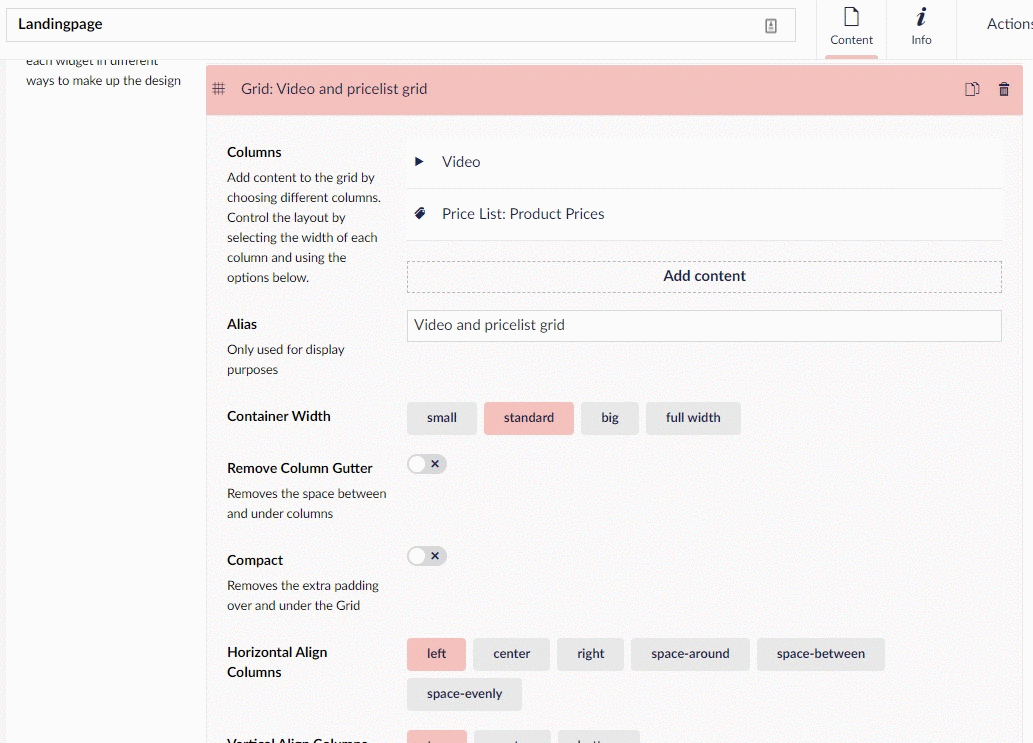 Landingpage
Content
Info
Actions
each widget in different
ways to make up the design
Grid: Video and pricelist grid
Columns
Add content to the grid by
choosing different columns.
Control the layout by
selecting the width of each
column and using the
options below.
Video
Price List: Product Prices
Add content
Alias
Only used for display
purposes
Video and pricelist grid
Container Width
small
standard
big
full width
Remove Column Gutter
Removes the space between
and under columns
Compact
Removes the extra padding
over and under the Grid
Horizontal Align
Columns
left
center
right
space-around
space-between
space-evenly
Vertical Align Columns